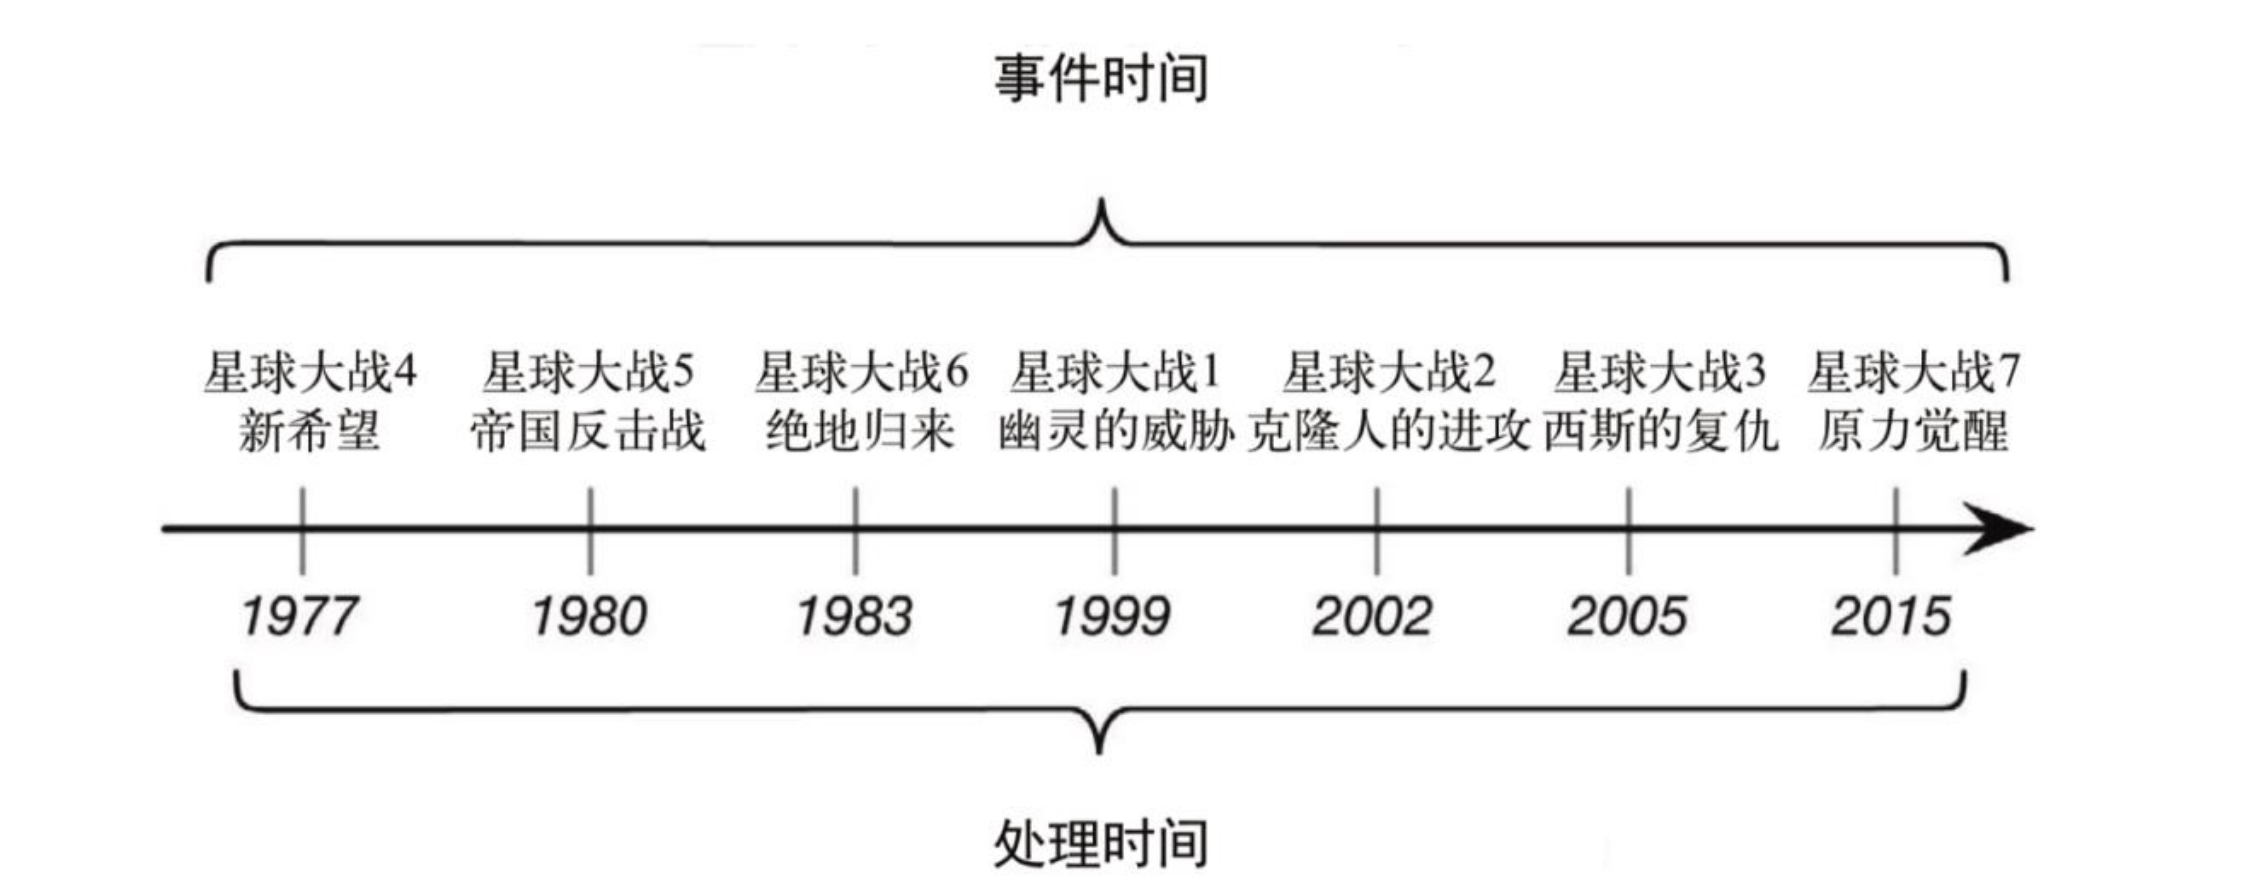 事件时间
星球大战4 星球大战5 星球大战6 星球大战1 星球大战2 星球大战3 星球大战7
新希望 帝国反击战 绝地归来 幽灵的威胁 克隆人的进攻 西斯的复仇 原力觉醒
1977 1980 1983 1999 2002 2005 2015
处理时间